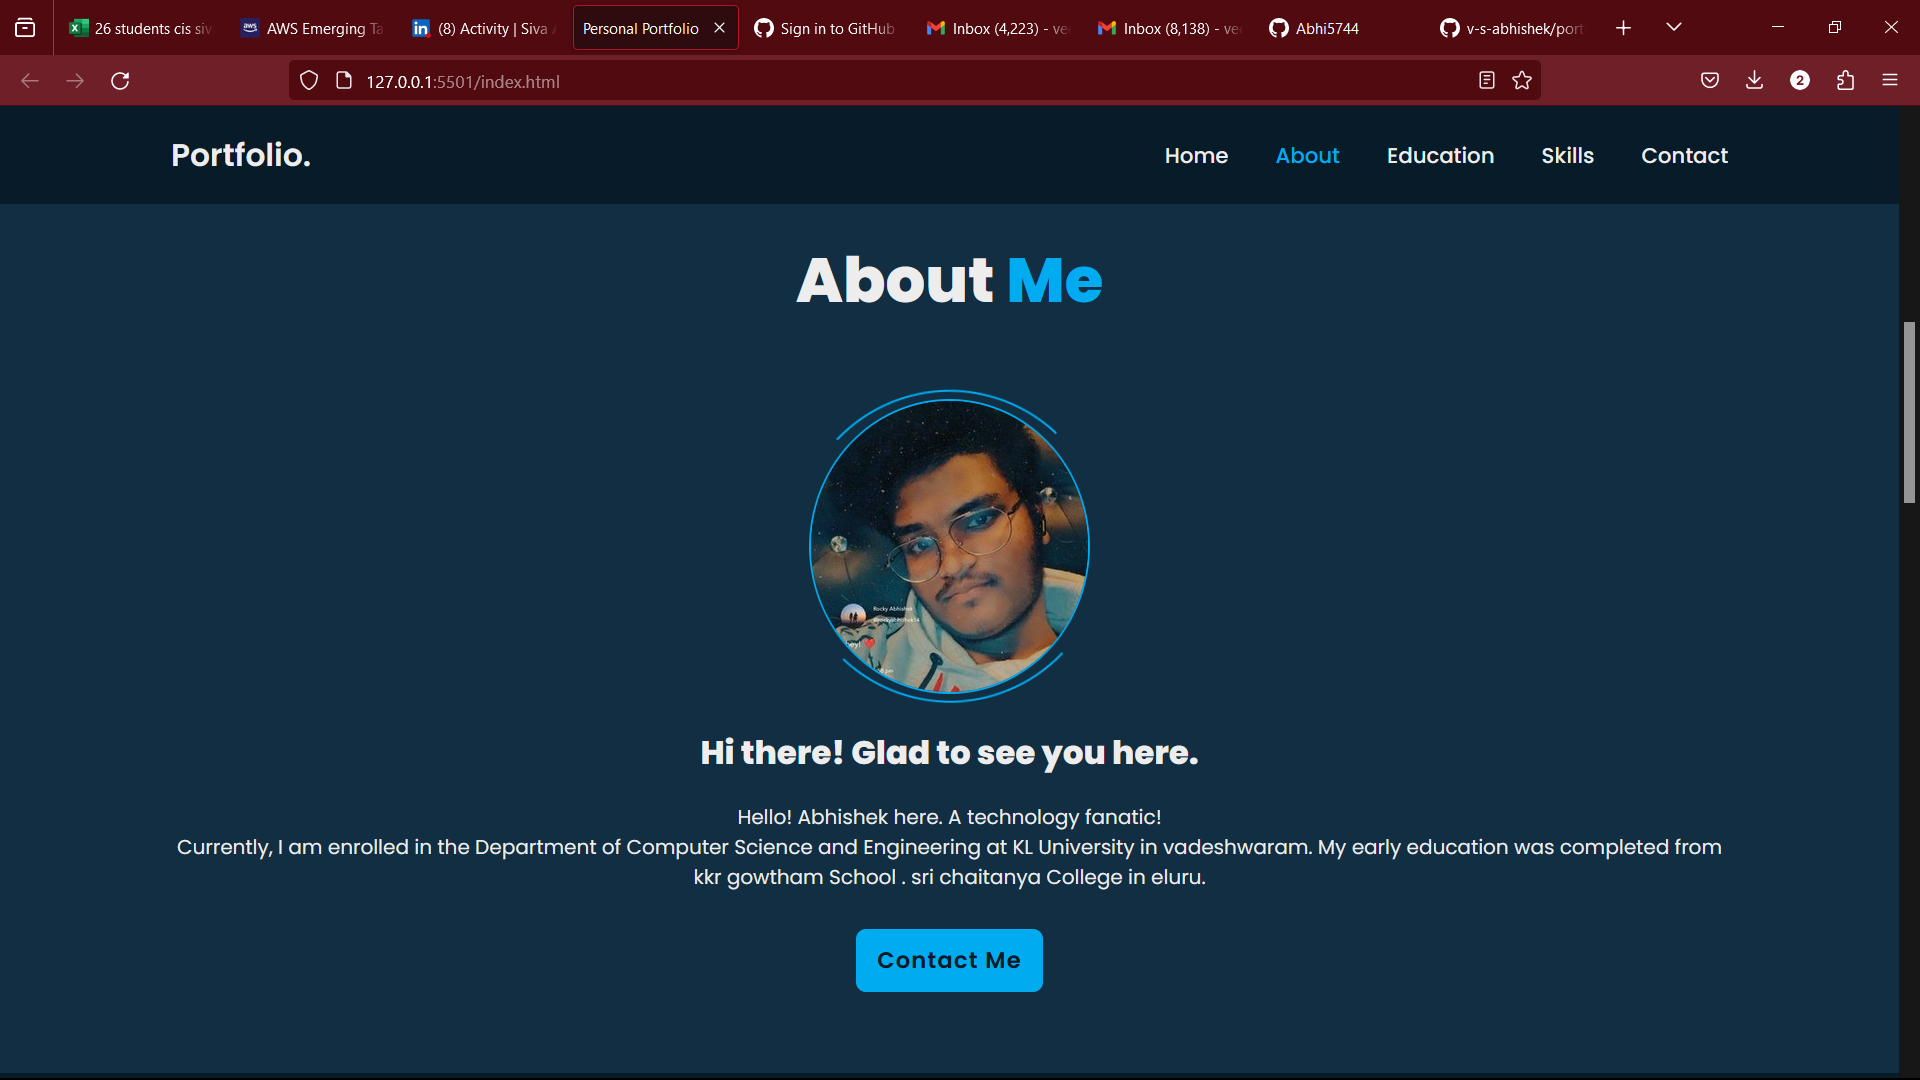 26 students cis siv
AWS Emerging Ta
(8) Activity | Siva
Personal Portfolio
Sign in to GitHub
Inbox (4,223) - ve
Inbox (8,138) - ve
Abhi5744
v-s-abhishek/port
127.0.0.1:5501/index.html
2
Portfolio.
Home
About
Education
Skills
Contact
About Me
Rocky Abhishek
hey!
Hi there! Glad to see you here.
Hello! Abhishek here. A technology fanatic!
Currently, I am enrolled in the Department of Computer Science and Engineering at KL University in vadeshwaram. My early education was completed from
kkr gowtham School . sri chaitanya College in eluru.
Contact Me